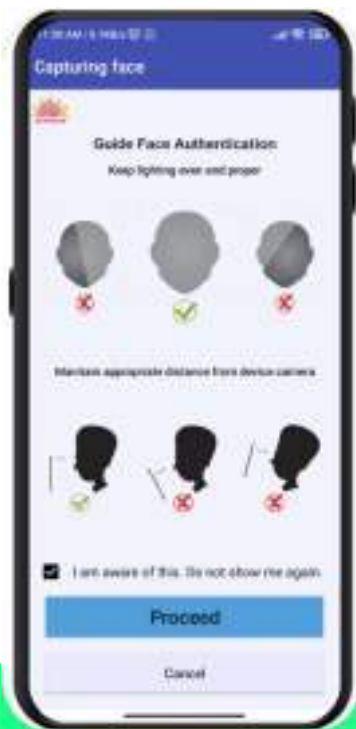 Capturing face
Guide Face Authentication
Keep lighting even and proper
Maintain appropriate distance from device camera
I am aware of this. Do not show me again.
Proceed
Cancel